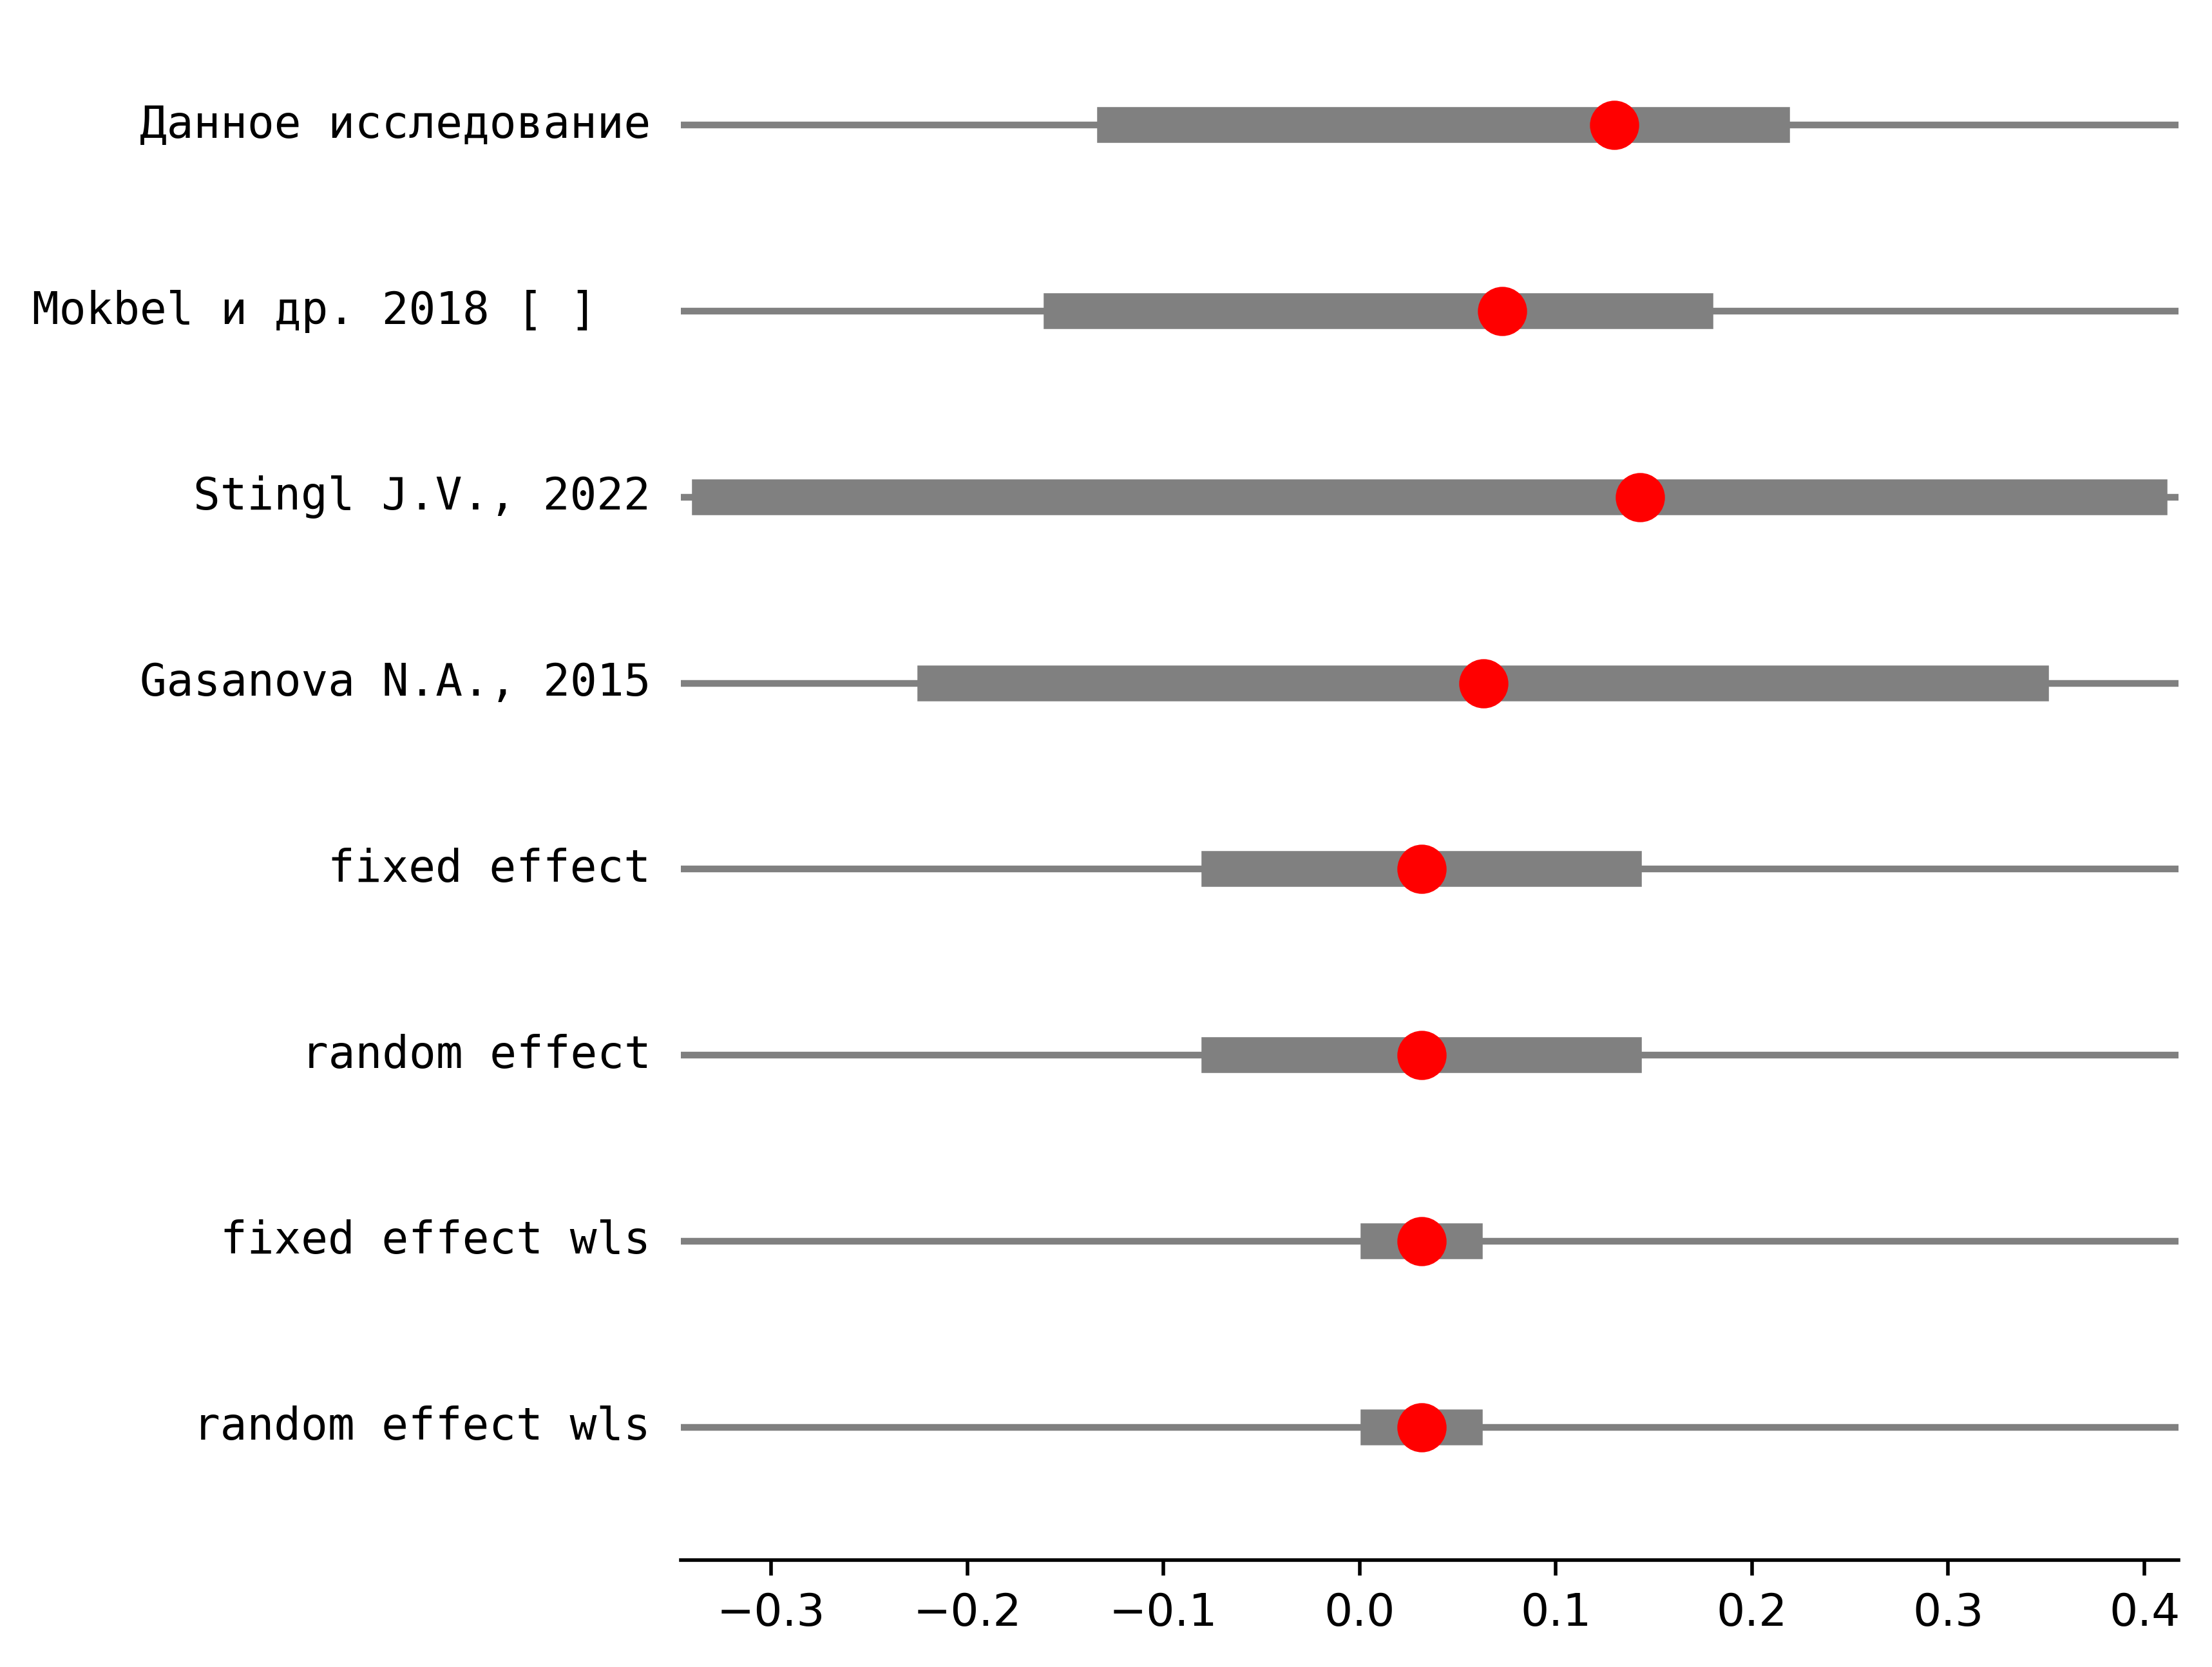 Данное исследование
Mokbel и др. 2018 [ ]
Stingl J.V., 2022
Gasanova N.A., 2015
fixed effect
random effect
fixed effect wls
random effect wls
−0.3 −0.2 −0.1 0.0 0.1 0.2 0.3 0.4